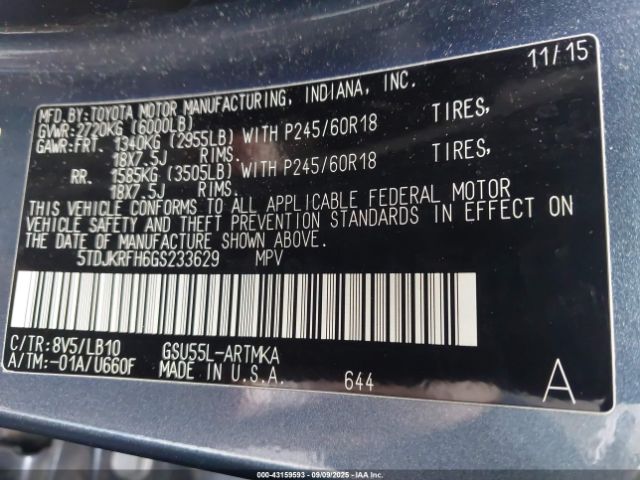 11/15
MFD.BY:TOYOTA MOTOR MANUFACTURING, INDIANA, INC.
GVWR:2720KG (6000LB)
GAWR:FRT. 1340KG (2955LB) WITH P245/60R18 TIRES,
18X7.5J RIMS.
RR. 1585KG (3505LB) WITH P245/60R18 TIRES,
18X7.5J RIMS.
THIS VEHICLE CONFORMS TO ALL APPLICABLE FEDERAL MOTOR
VEHICLE SAFETY AND THEFT PREVENTION STANDARDS IN EFFECT ON
THE DATE OF MANUFACTURE SHOWN ABOVE.
5TDJKRFH6GS233629 MPV
C/TR:8V5/LB10 GSU55L-ARTMKA
A/TM:-01A/U660F MADE IN U.S.A.
644 A
000-43159593 - 09/09/2025 - IAAI.COM